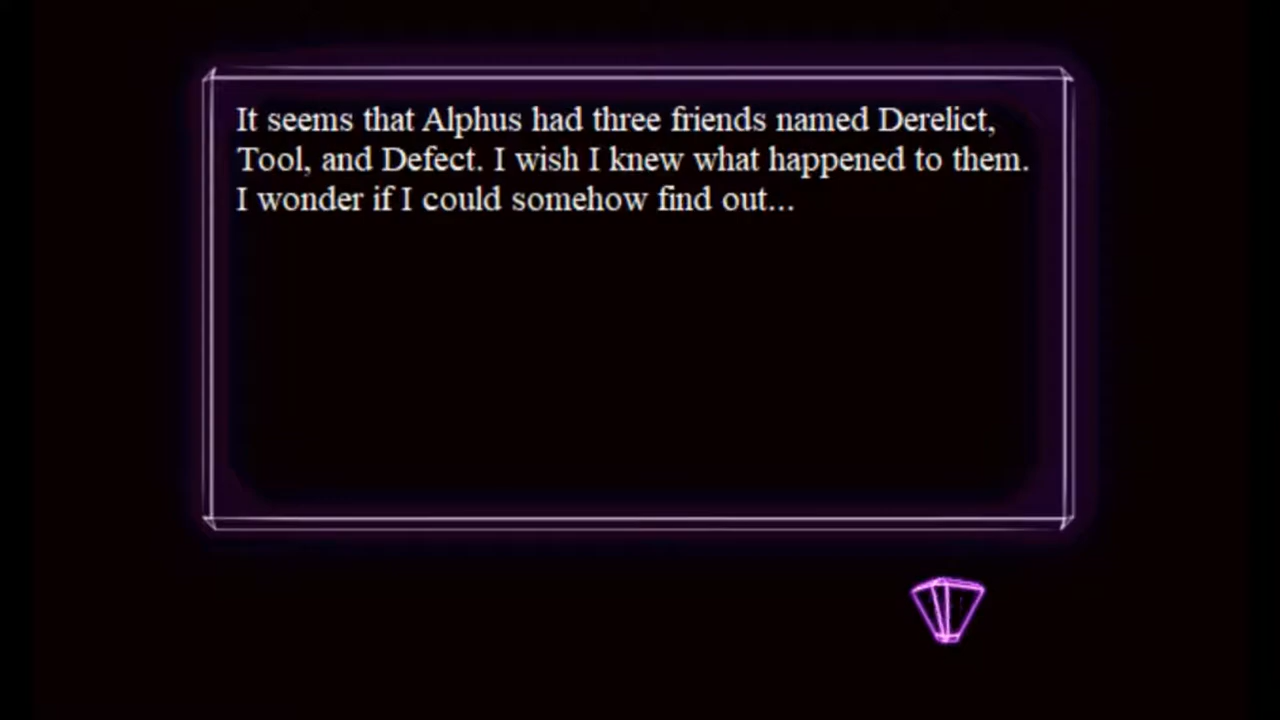 It seems that Alphus had three friends named Derelict,
Tool, and Defect. I wish I knew what happened to them.
I wonder if I could somehow find out...